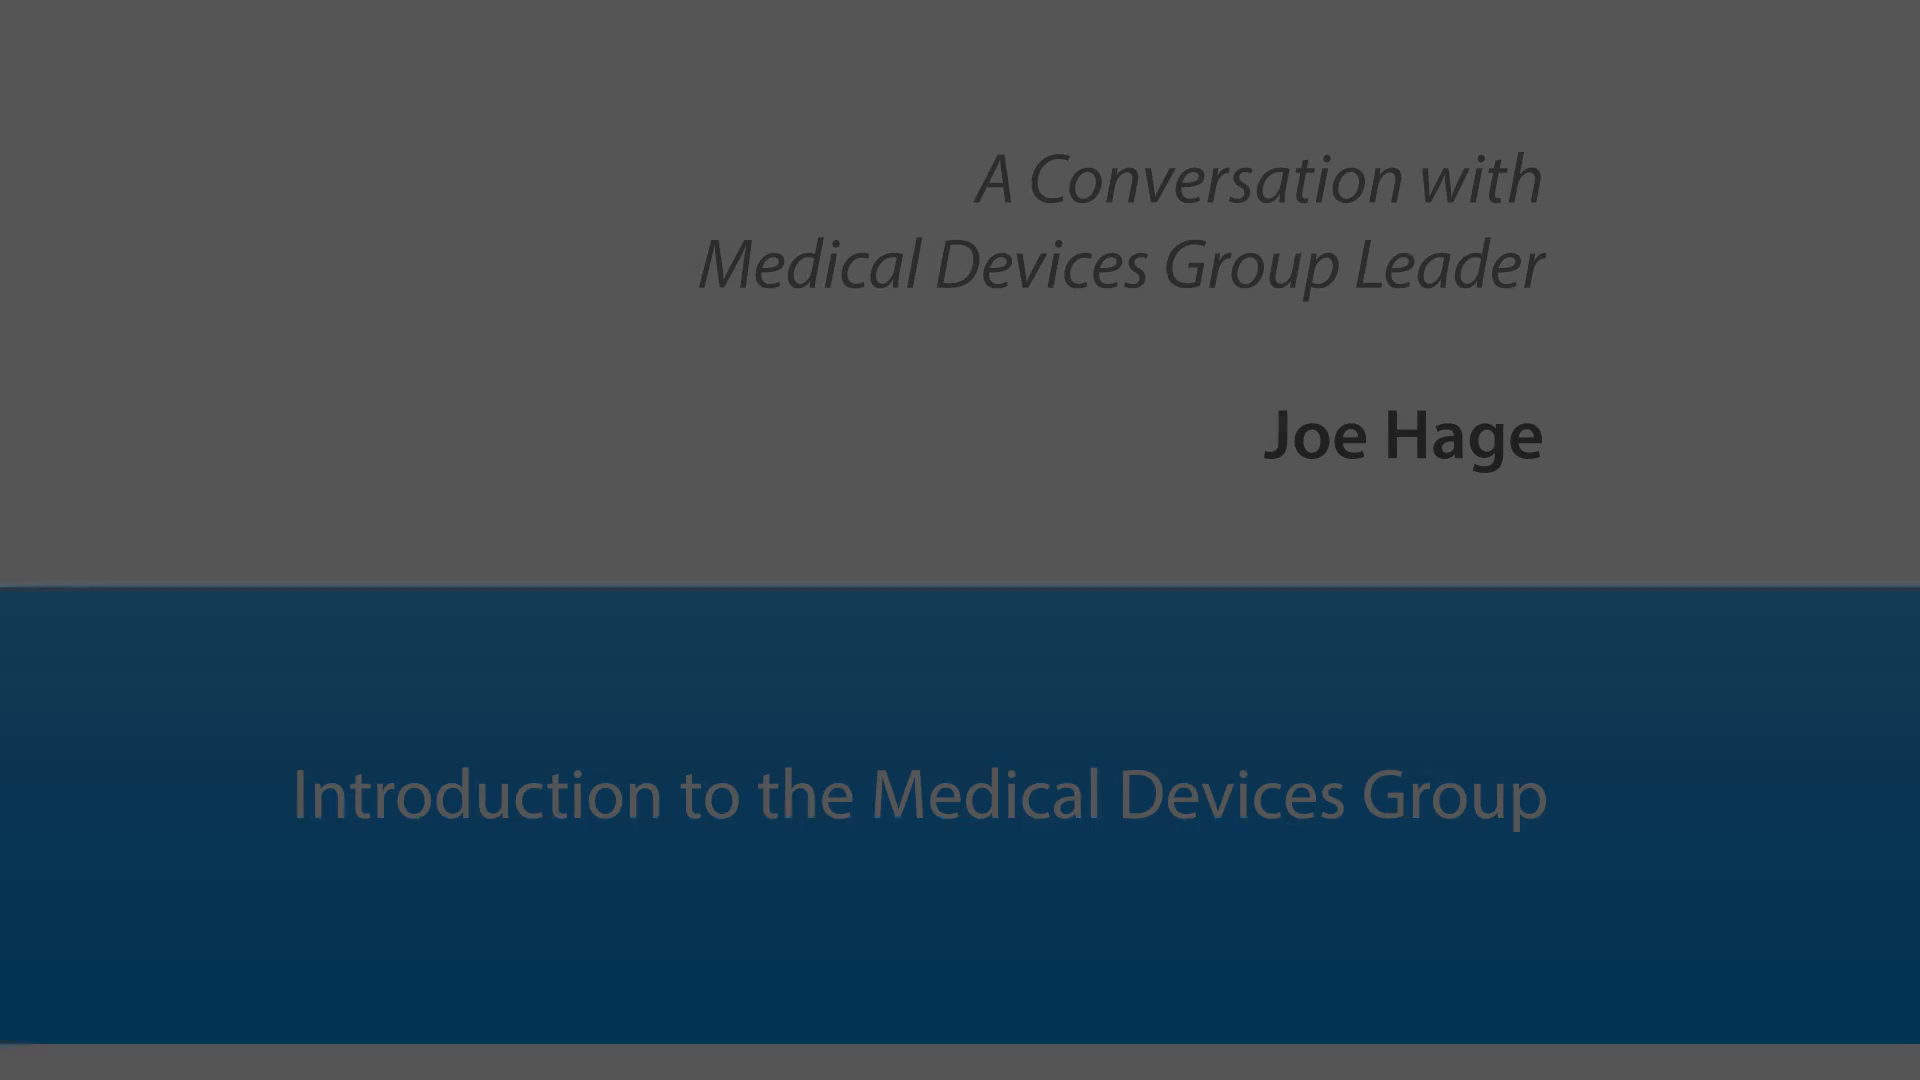 A Conversation with
Medical Devices Group Leader
Joe Hage
Introduction to the Medical Devices Group